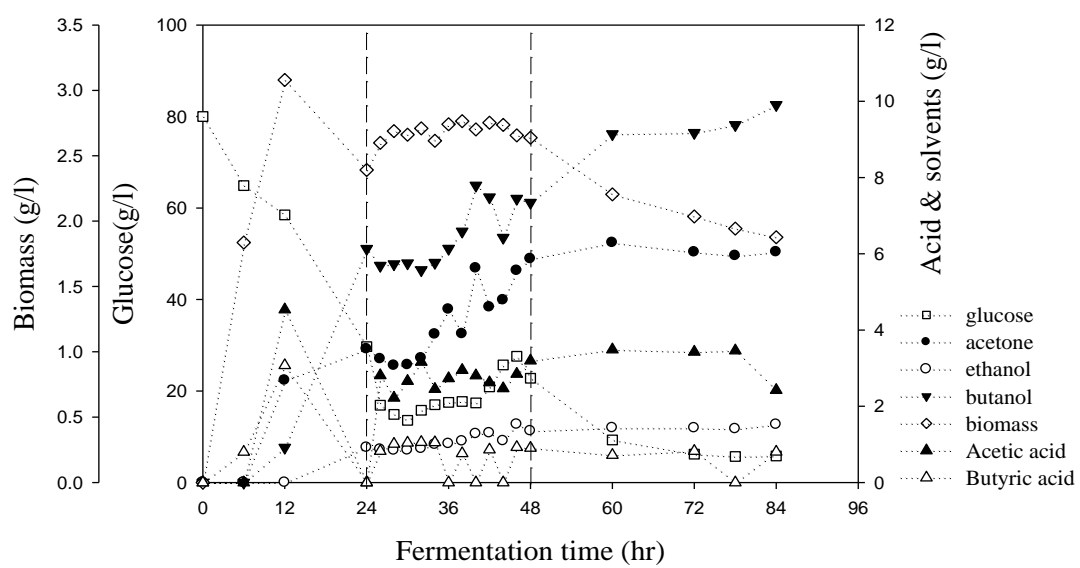 Biomass (g/l)
3.5
3.0
2.5
2.0
1.5
1.0
0.5
0.0
Glucose(g/l)
100
80
60
40
20
0
Acid & solvents (g/l)
12
10
8
6
4
2
0
0 12 24 36 48 60 72 84 96
Fermentation time (hr)
glucose
acetone
ethanol
butanol
biomass
Acetic acid
Butyric acid